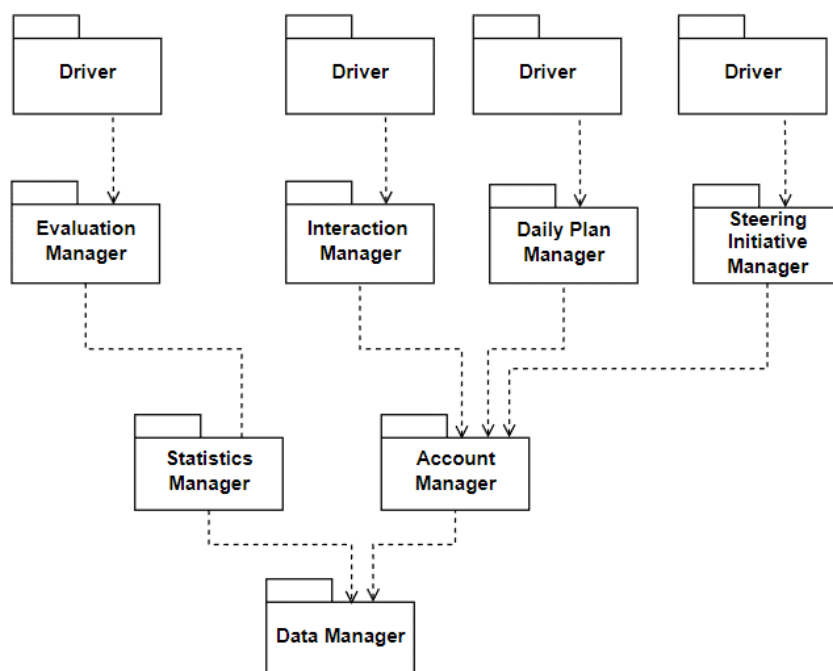 Driver
Driver
Driver
Driver
Evaluation
Manager
Interaction
Manager
Daily Plan
Manager
Steering
Initiative
Manager
Statistics
Manager
Account
Manager
Data Manager